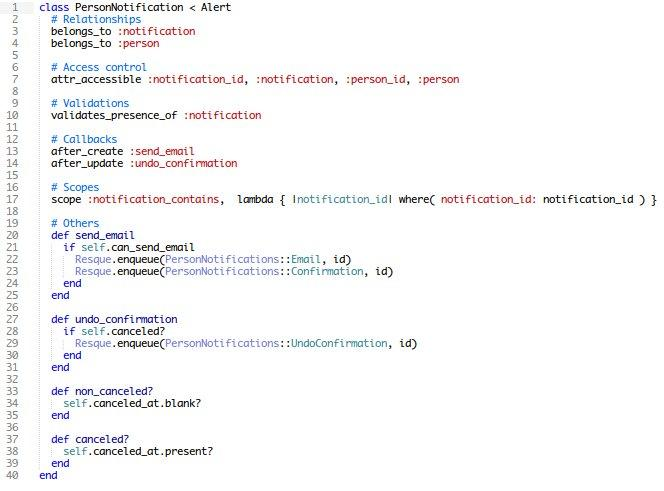 1 class PersonNotification < Alert
2   # Relationships
3   belongs_to :notification
4   belongs_to :person
5
6   # Access control
7   attr_accessible :notification_id, :notification, :person_id, :person
8
9   # Validations
10   validates_presence_of :notification
11
12   # Callbacks
13   after_create :send_email
14   after_update :undo_confirmation
15
16   # Scopes
17   scope :notification_contains,  lambda { |notification_id| where( notification_id: notification_id ) }
18
19   # Others
20   def send_email
21     if self.can_send_email
22       Resque.enqueue(PersonNotifications::Email, id)
23       Resque.enqueue(PersonNotifications::Confirmation, id)
24     end
25   end
26
27   def undo_confirmation
28     if self.canceled?
29       Resque.enqueue(PersonNotifications::UndoConfirmation, id)
30     end
31   end
32
33   def non_canceled?
34     self.canceled_at.blank?
35   end
36
37   def canceled?
38     self.canceled_at.present?
39   end
40 end